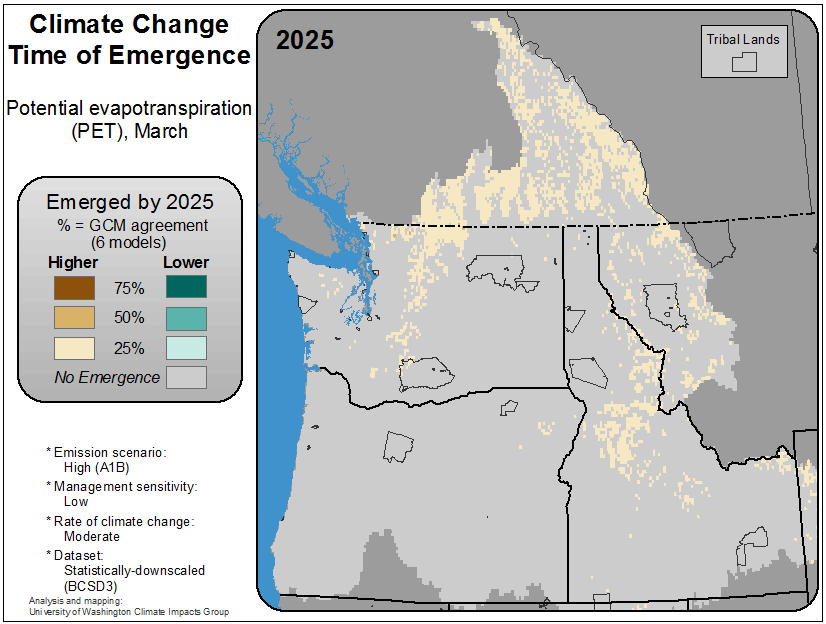 Climate Change
Time of Emergence
Potential evapotranspiration
(PET), March
Emerged by 2025
% = GCM agreement
(6 models)
Higher Lower
75%
50%
25%
No Emergence
* Emission scenario:
High (A1B)
* Management sensitivity:
Low
* Rate of climate change:
Moderate
* Dataset:
Statistically-downscaled
(BCSD3)
Analysis and mapping:
University of Washington Climate Impacts Group
2025
Tribal Lands